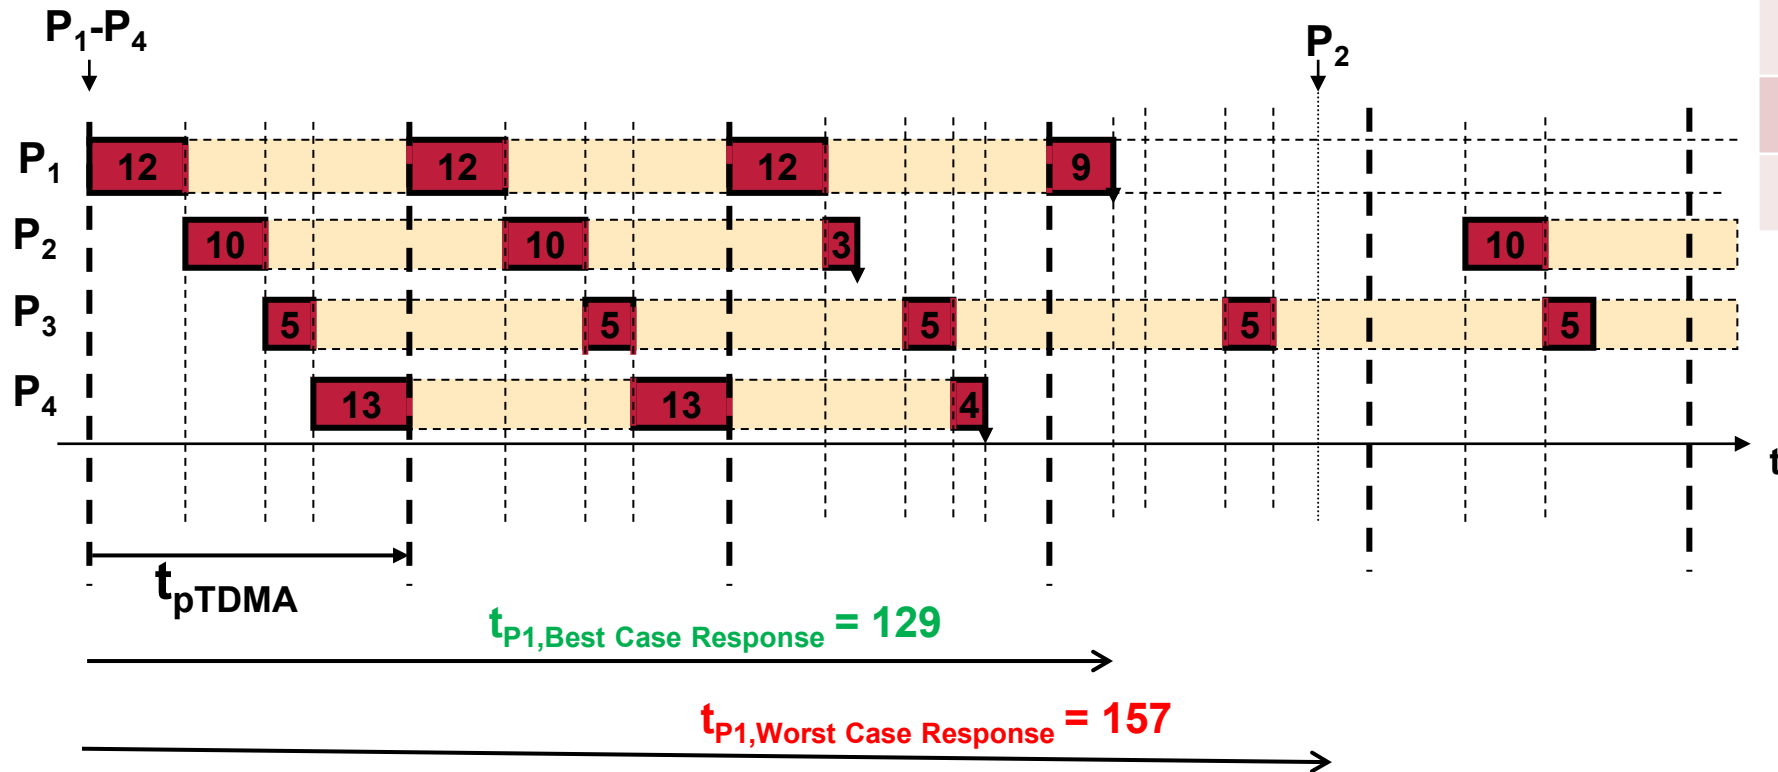 P1-P4
P2
P1 12 12 12 9
P2 10 10 3 10
P3 5 5 5 5 5
P4 13 13 4
t
tpTDMA
tP1,Best Case Response = 129
tP1,Worst Case Response = 157